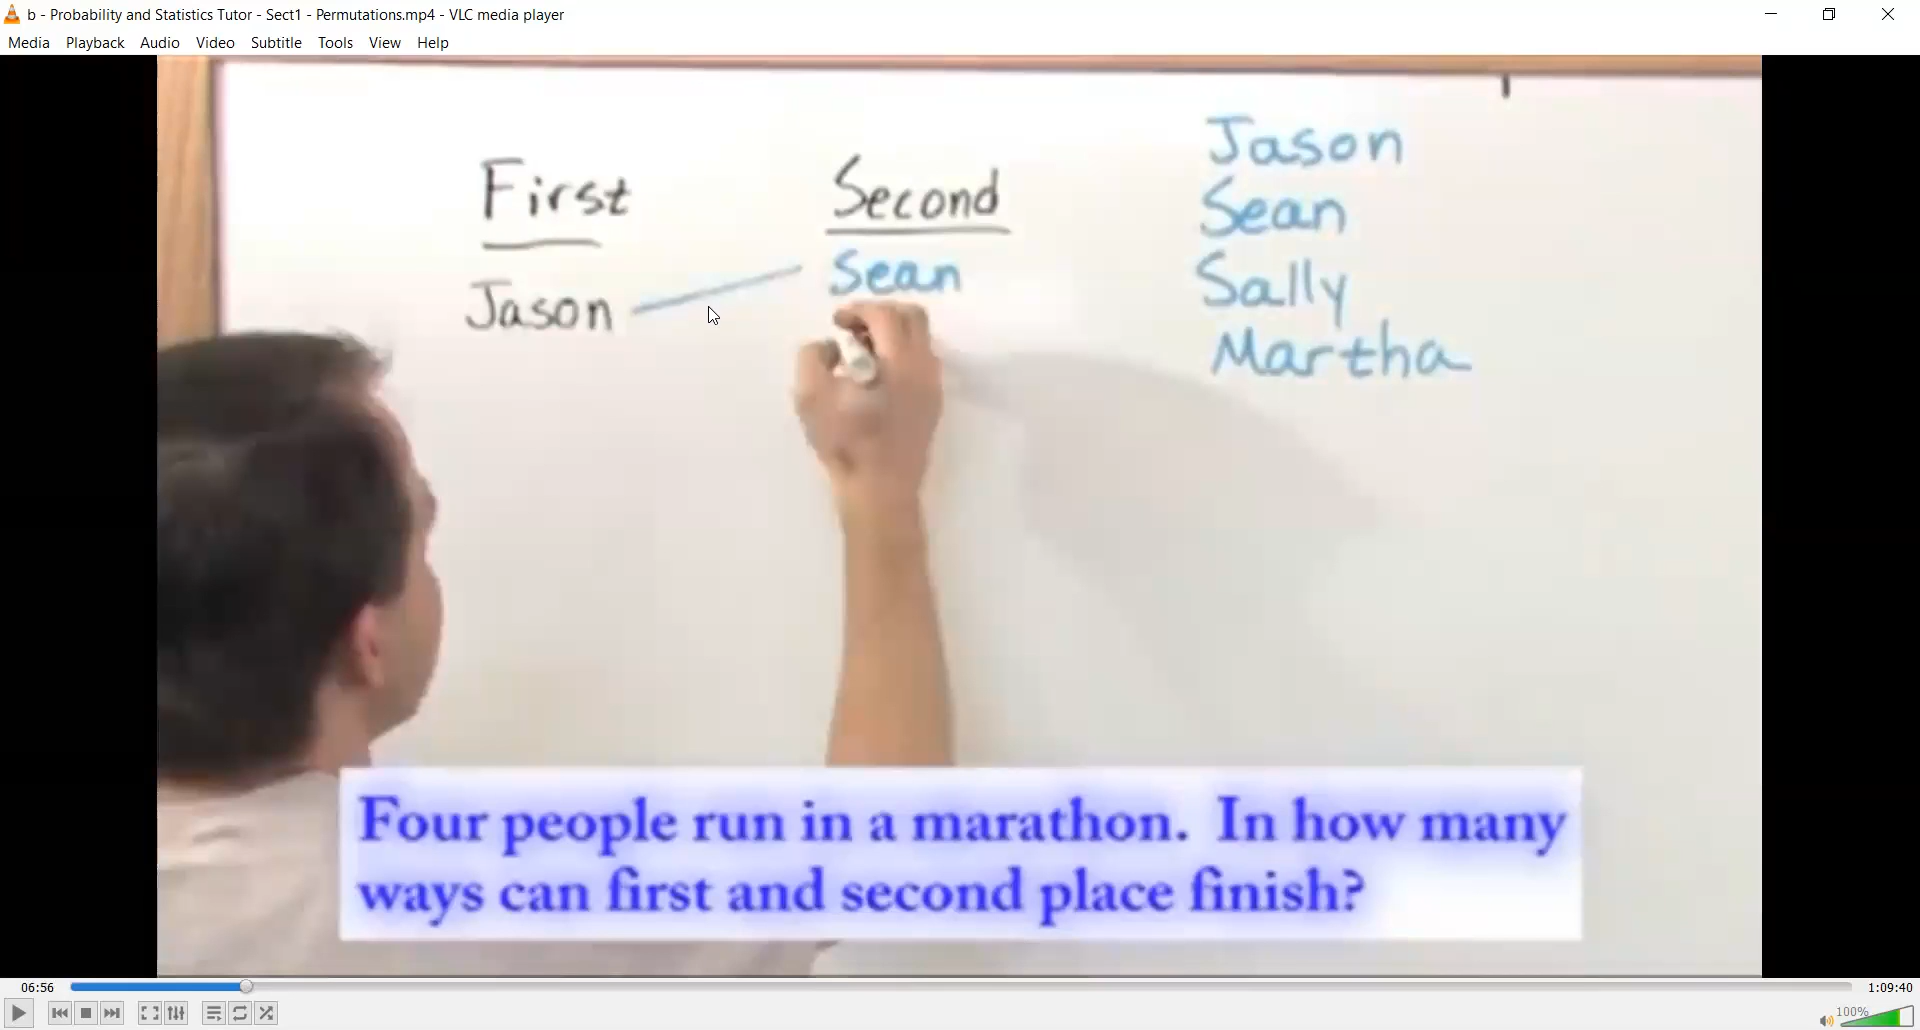 b - Probability and Statistics Tutor - Sect1 - Permutations.mp4 - VLC media player
Media Playback Audio Video Subtitle Tools View Help
First Second
Jason Sean
Jason
Sean
Sally
Martha
Four people run in a marathon. In how many
ways can first and second place finish?
06:56 1:09:40
100%